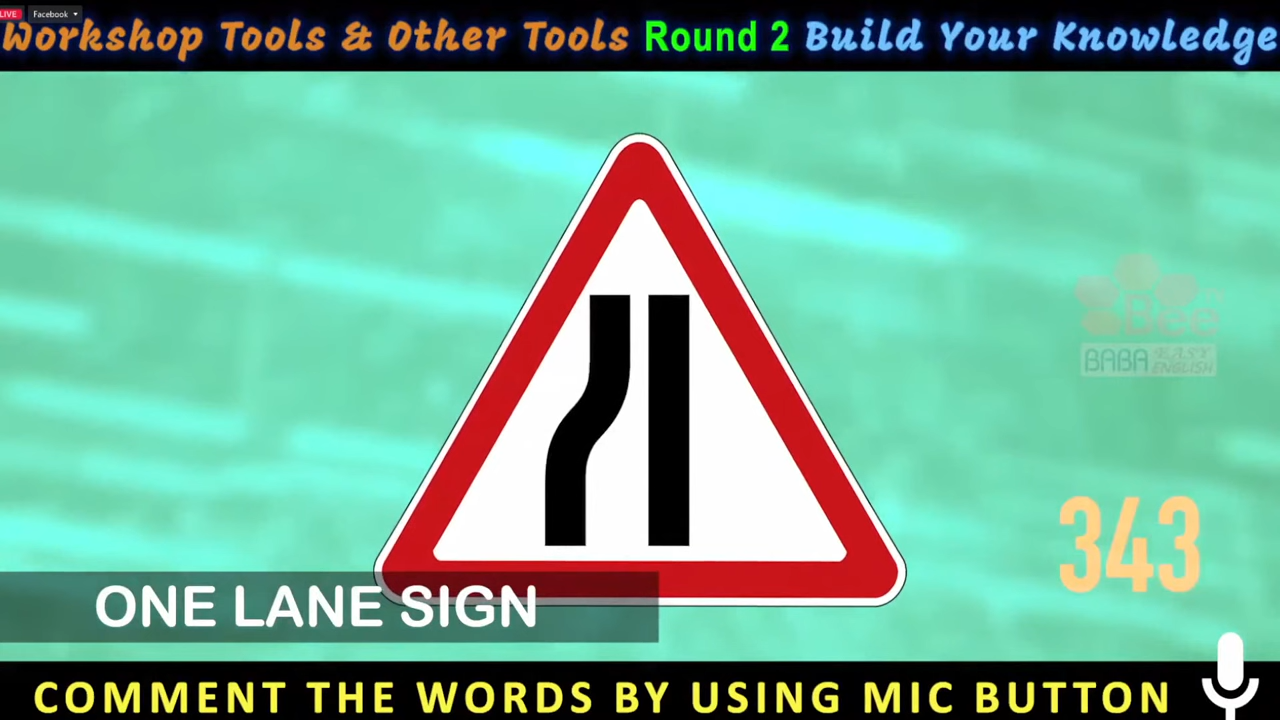 LIVE Facebook
Workshop Tools & Other Tools Round 2 Build Your Knowledge
Bee
BABA EASY ENGLISH
343
ONE LANE SIGN
COMMENT THE WORDS BY USING MIC BUTTON